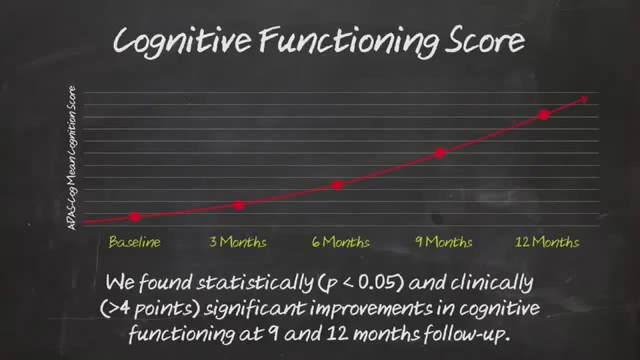 Cognitive Functioning Score
ADAS-Cog Mean Cognition Score
Baseline 3 Months 6 Months 9 Months 12 Months
We found statistically (p < 0.05) and clinically
(>4 points) significant improvements in cognitive
functioning at 9 and 12 months follow-up.